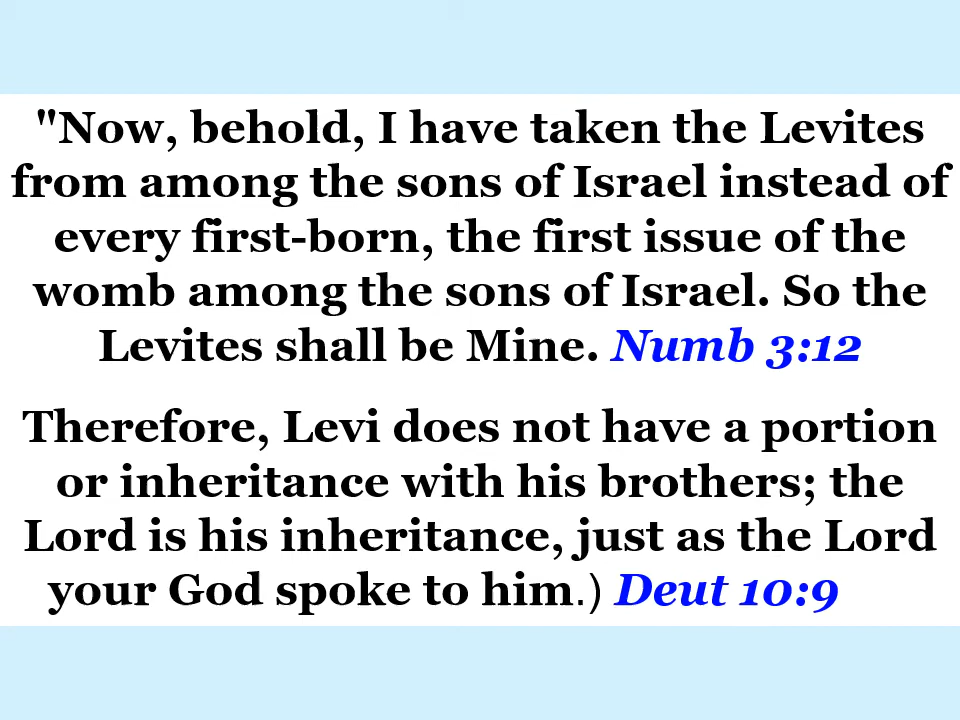 "Now, behold, I have taken the Levites
from among the sons of Israel instead of
every first-born, the first issue of the
womb among the sons of Israel. So the
Levites shall be Mine. Numb 3:12
Therefore, Levi does not have a portion
or inheritance with his brothers; the
Lord is his inheritance, just as the Lord
your God spoke to him.) Deut 10:9